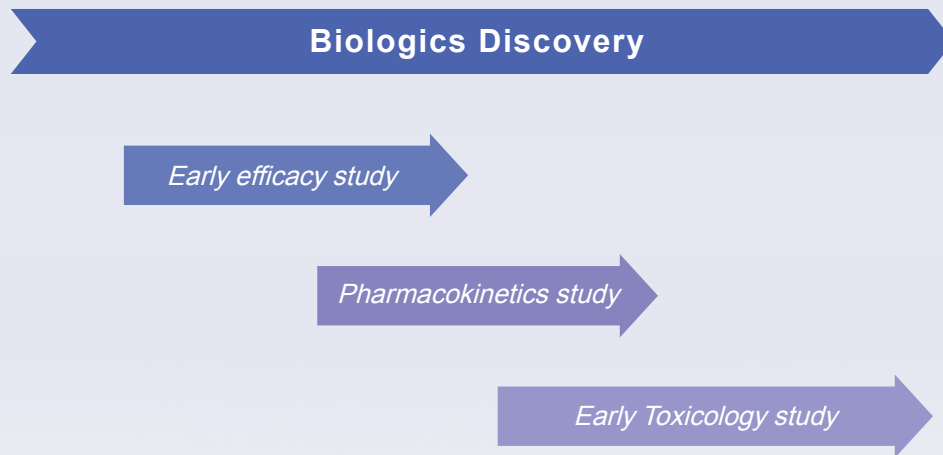 Biologics Discovery
Early efficacy study
Pharmacokinetics study
Early Toxicology study